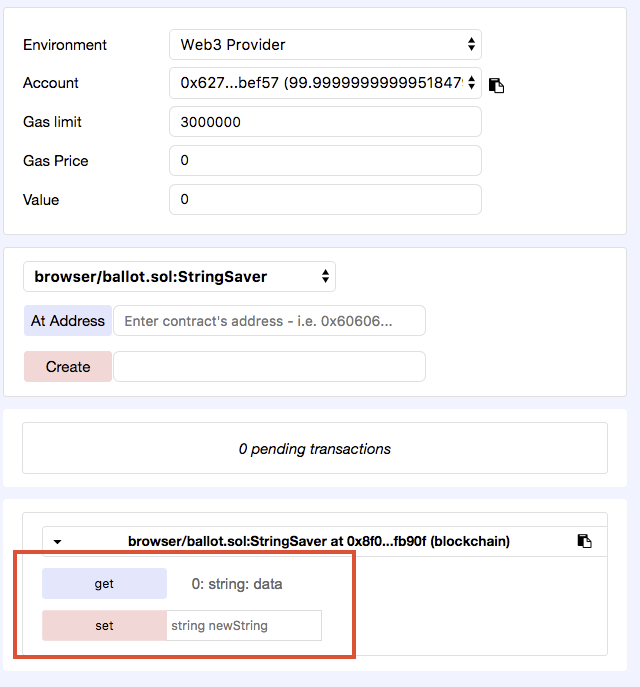 Environment Web3 Provider
Account 0x627...bef57 (99.9999999999518479
Gas limit 3000000
Gas Price 0
Value 0
browser/ballot.sol:StringSaver
At Address Enter contract's address - i.e. 0x60606...
Create
0 pending transactions
browser/ballot.sol:StringSaver at 0x8f0...fb90f (blockchain)
get 0: string: data
set string newString